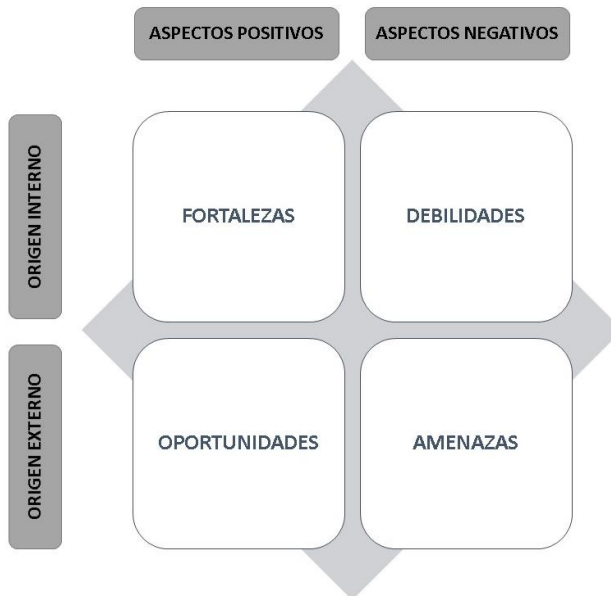 ASPECTOS POSITIVOS
ASPECTOS NEGATIVOS
ORIGEN INTERNO
FORTALEZAS
DEBILIDADES
ORIGEN EXTERNO
OPORTUNIDADES
AMENAZAS